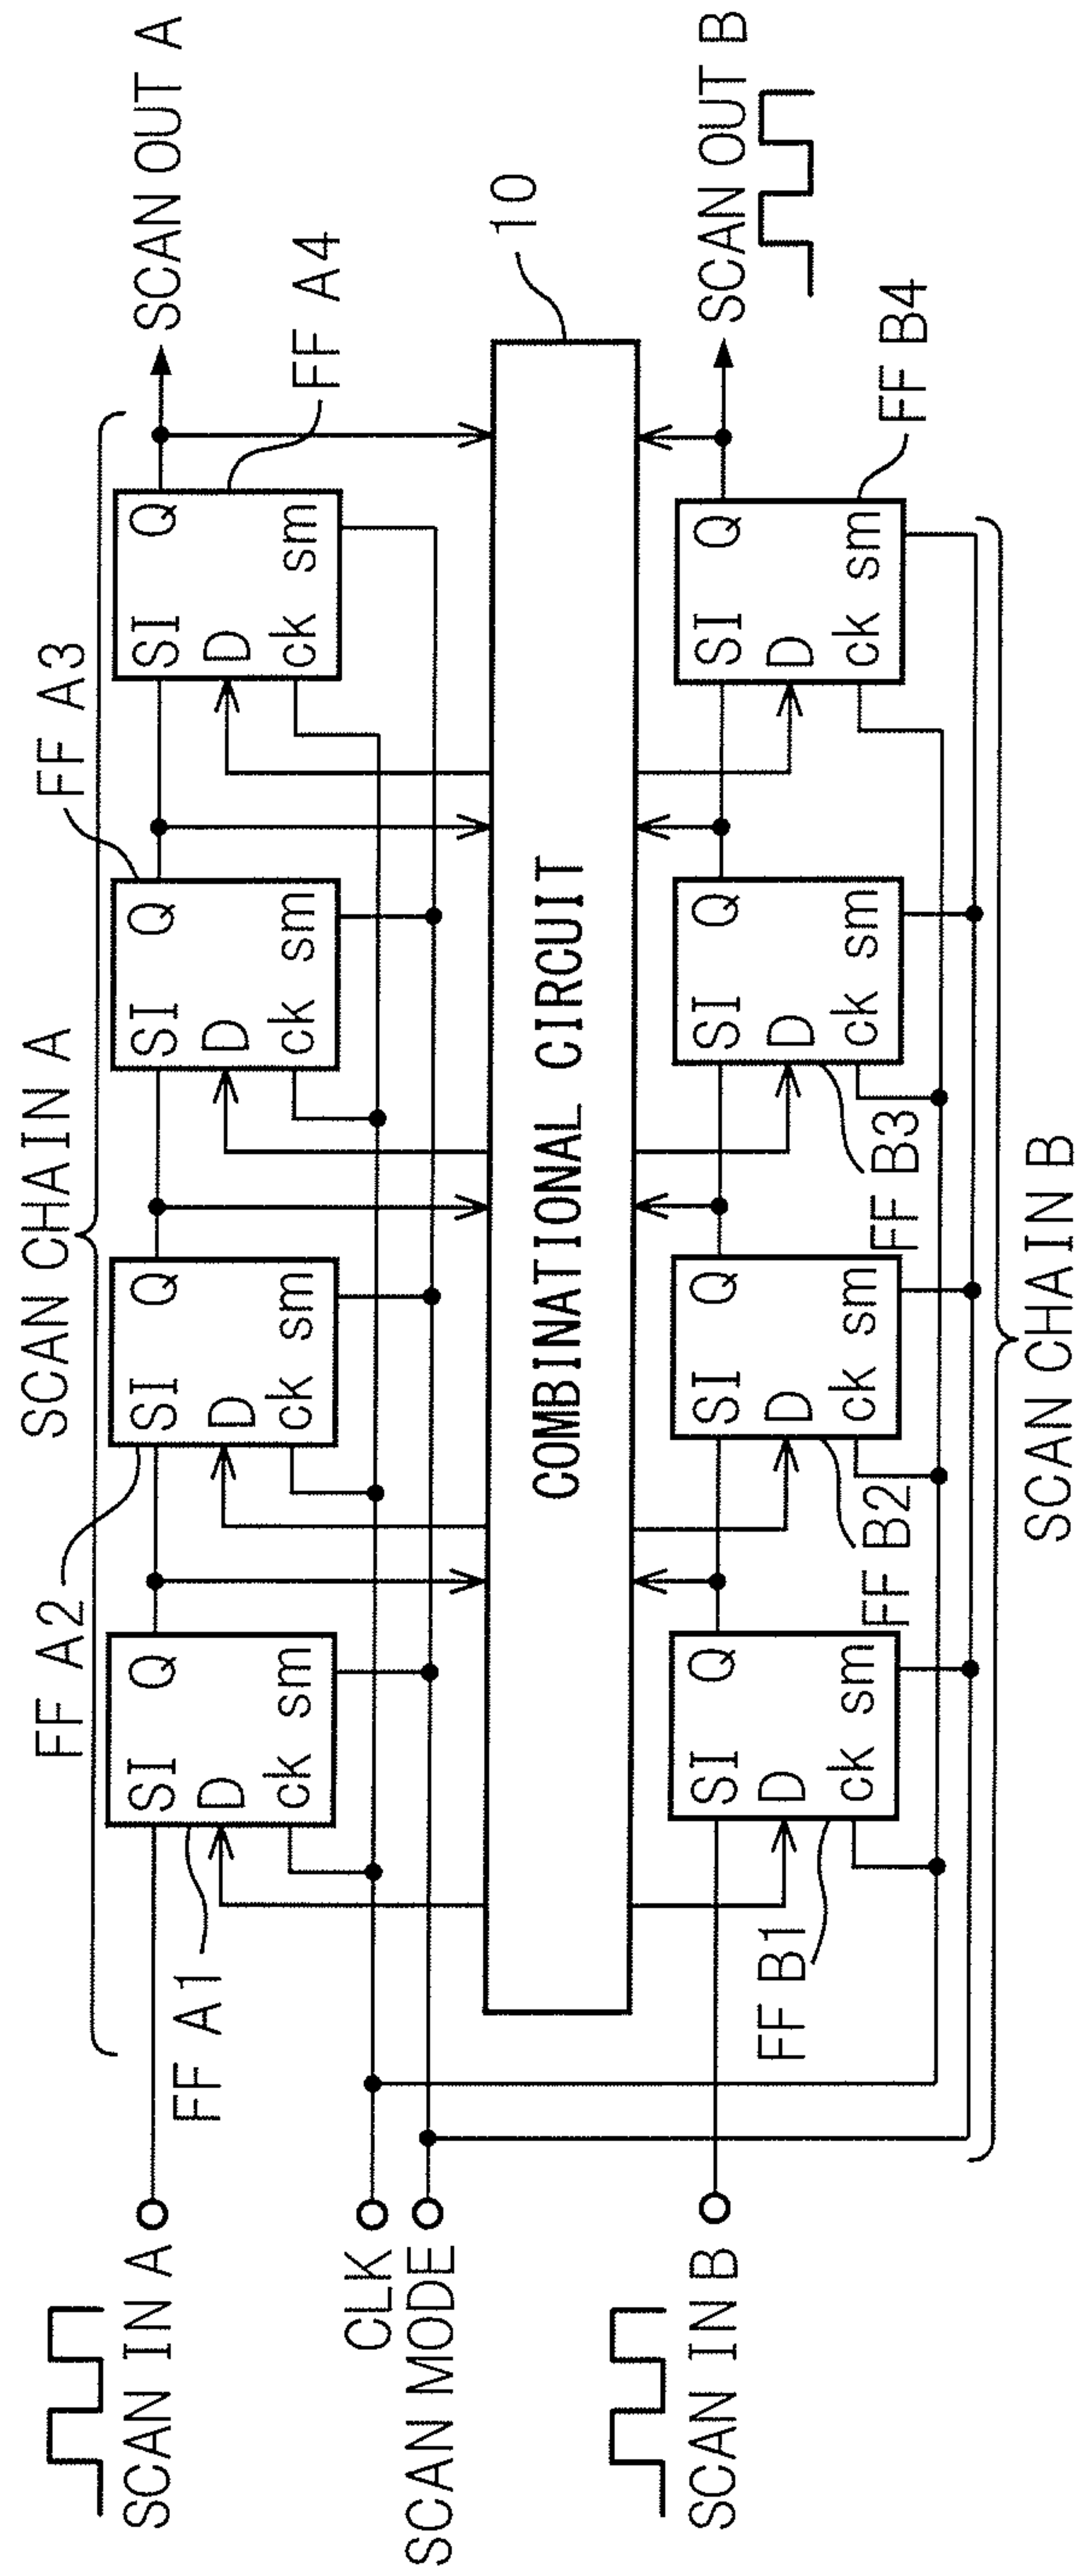 SCAN CHAIN A
FF A2
FF A3
SCAN IN A
SI Q
D
ck sm
SI Q
D
ck sm
SI Q
D
ck sm
SI Q
D
ck sm
SCAN OUT A
FF A1
FF A4
CLK
SCAN MODE
10
COMBINATIONAL CIRCUIT
SCAN IN B
SI Q
D
ck sm
SI Q
D
ck sm
SI Q
D
ck sm
SI Q
D
ck sm
SCAN OUT B
FF B1
FF B2
FF B3
FF B4
SCAN CHAIN B